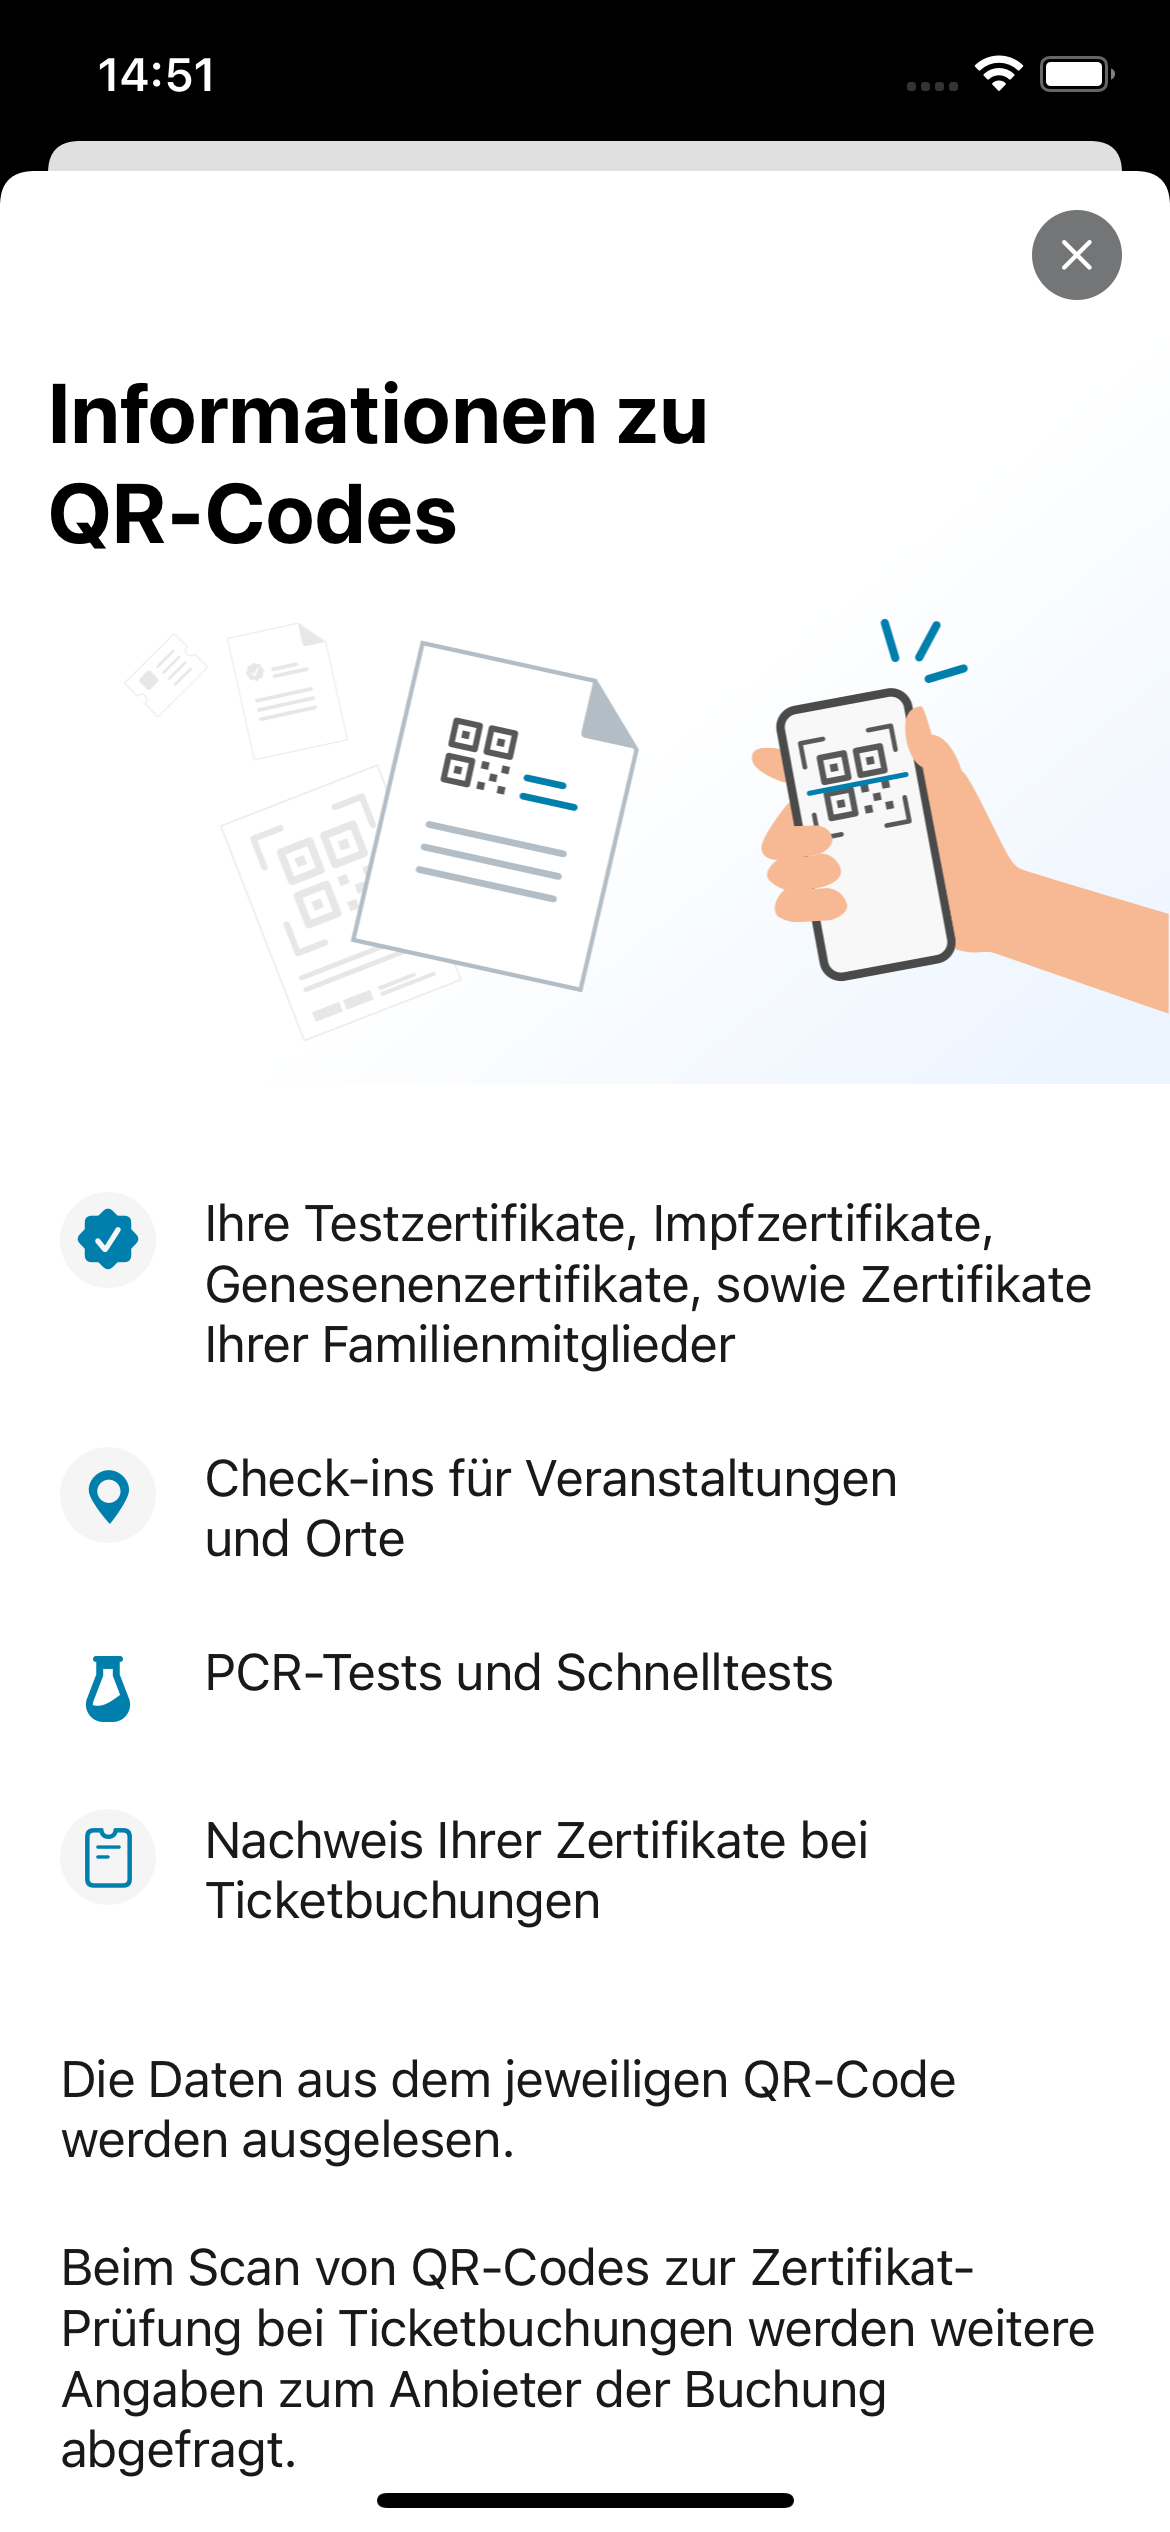 14:51
Informationen zu
QR-Codes
Ihre Testzertifikate, Impfzertifikate,
Genesenenzertifikate, sowie Zertifikate
Ihrer Familienmitglieder
Check-ins für Veranstaltungen
und Orte
PCR-Tests und Schnelltests
Nachweis Ihrer Zertifikate bei
Ticketbuchungen
Die Daten aus dem jeweiligen QR-Code
werden ausgelesen.
Beim Scan von QR-Codes zur Zertifikat-
Prüfung bei Ticketbuchungen werden weitere
Angaben zum Anbieter der Buchung
abgefragt.